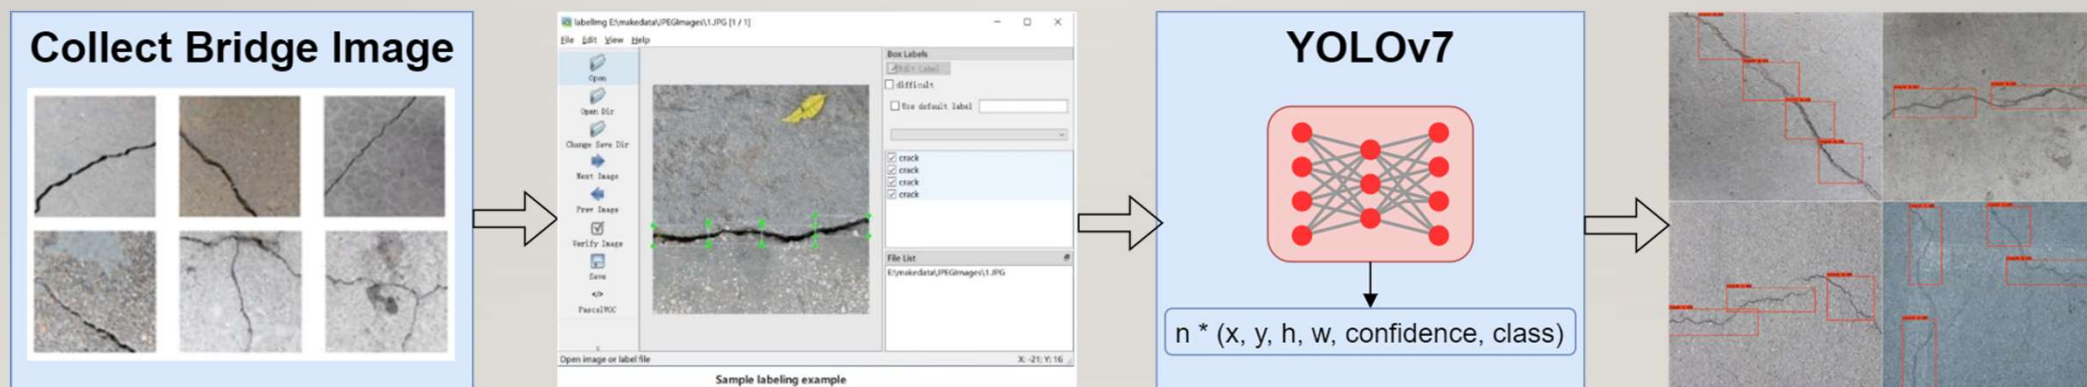 Collect Bridge Image
labelImg E:\makedata\JPEGImages\1.JPG [1 / 1]
File Edit View Help
Open
Open Dir
Change Save Dir
Next Image
Prev Image
Verify Image
Save
</>
PascalVOC
Box Labels
Edit Label
difficult
Use default label
crack
crack
crack
crack
File List
E:\makedata\JPEGImages\1.JPG
Open image or label file
X: -21; Y: 16
Sample labeling example
YOLOv7
n * (x, y, h, w, confidence, class)